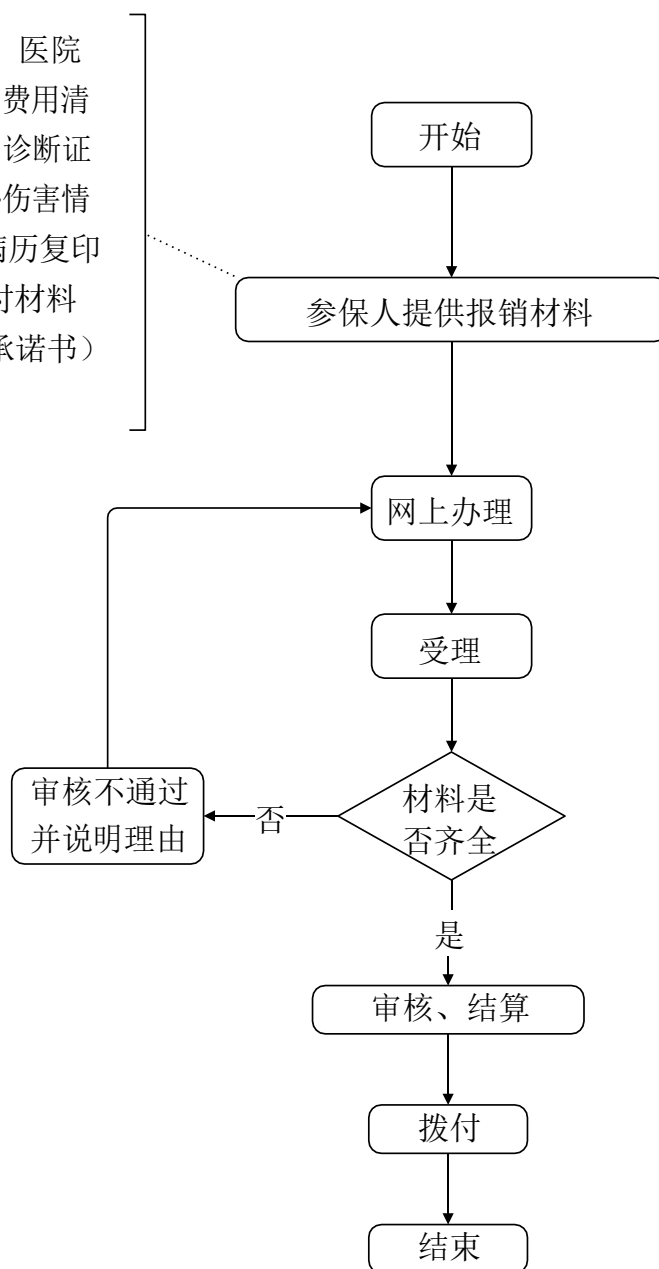 医院
费用清
诊断证
伤害情
病历复印
付材料
承诺书）
开始
参保人提供报销材料
网上办理
受理
材料是
否齐全
否
审核不通过
并说明理由
是
审核、结算
拨付
结束